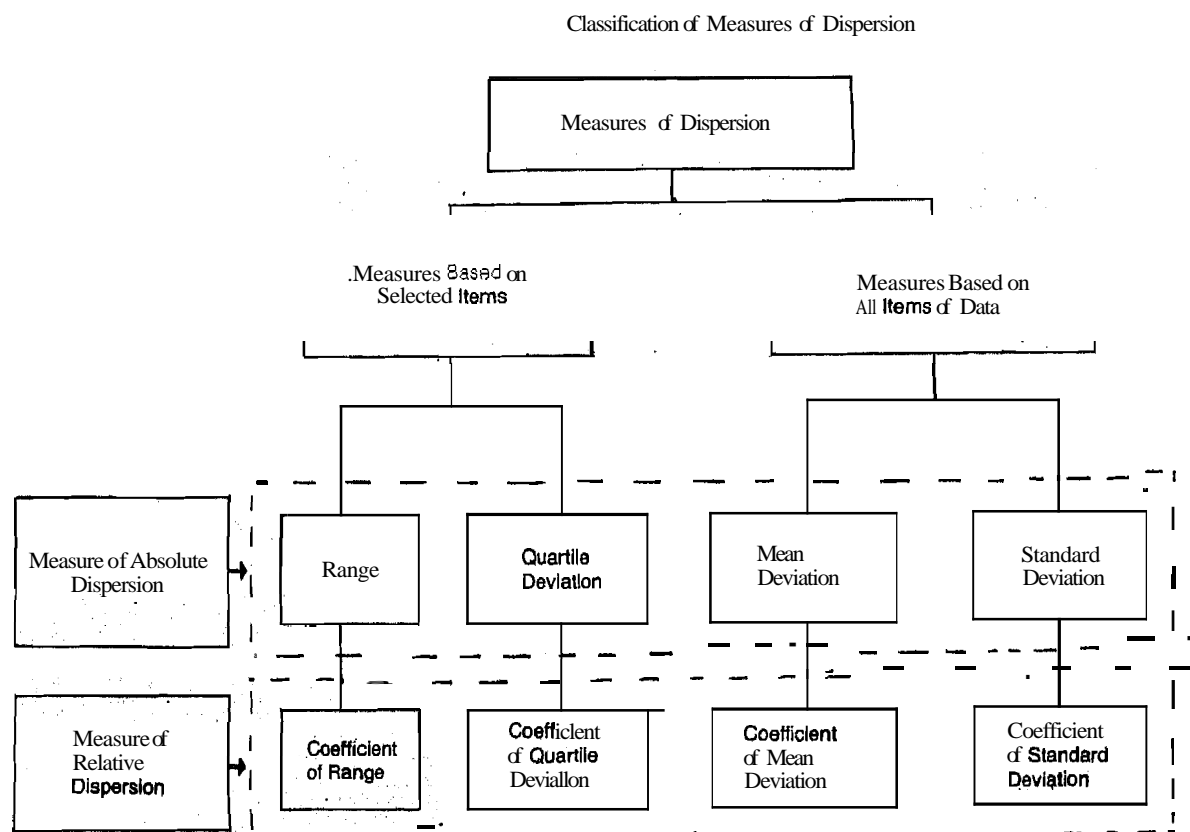 Classification of Measures of Dispersion
Measures of Dispersion
.Measures Based on
Selected Items
Measures Based on
All Items of Data
Measure of Absolute
Dispersion
Range
Quartile
Deviation
Mean
Deviation
Standard
Deviation
Measure of
Relative
Dispersion
Coefficient
of Range
Coefficient
of Quartile
Deviallon
Coefficient
of Mean
Deviation
Coefficient
of Standard
Deviation